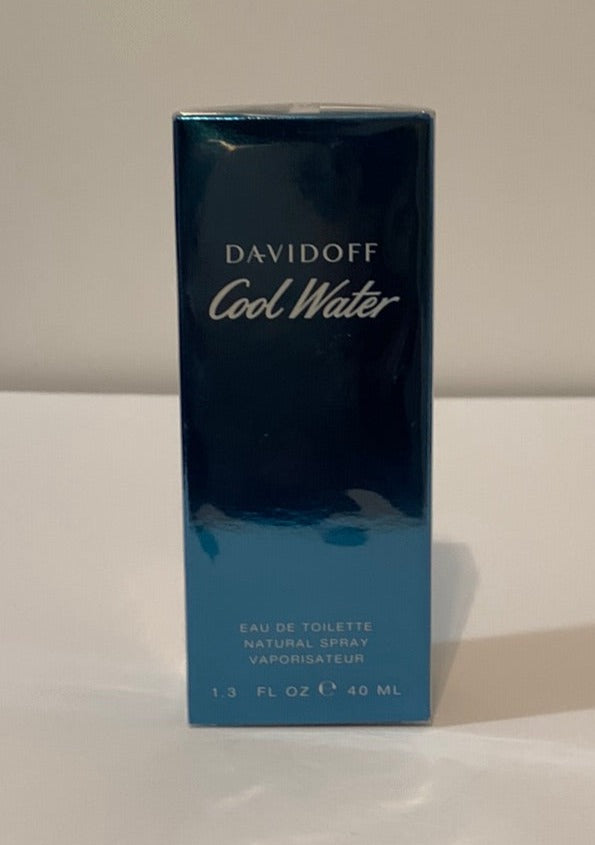 DAVIDOFF
Cool Water
EAU DE TOILETTE
NATURAL SPRAY
VAPORISATEUR
1.3 FL OZ ℮ 40 ML